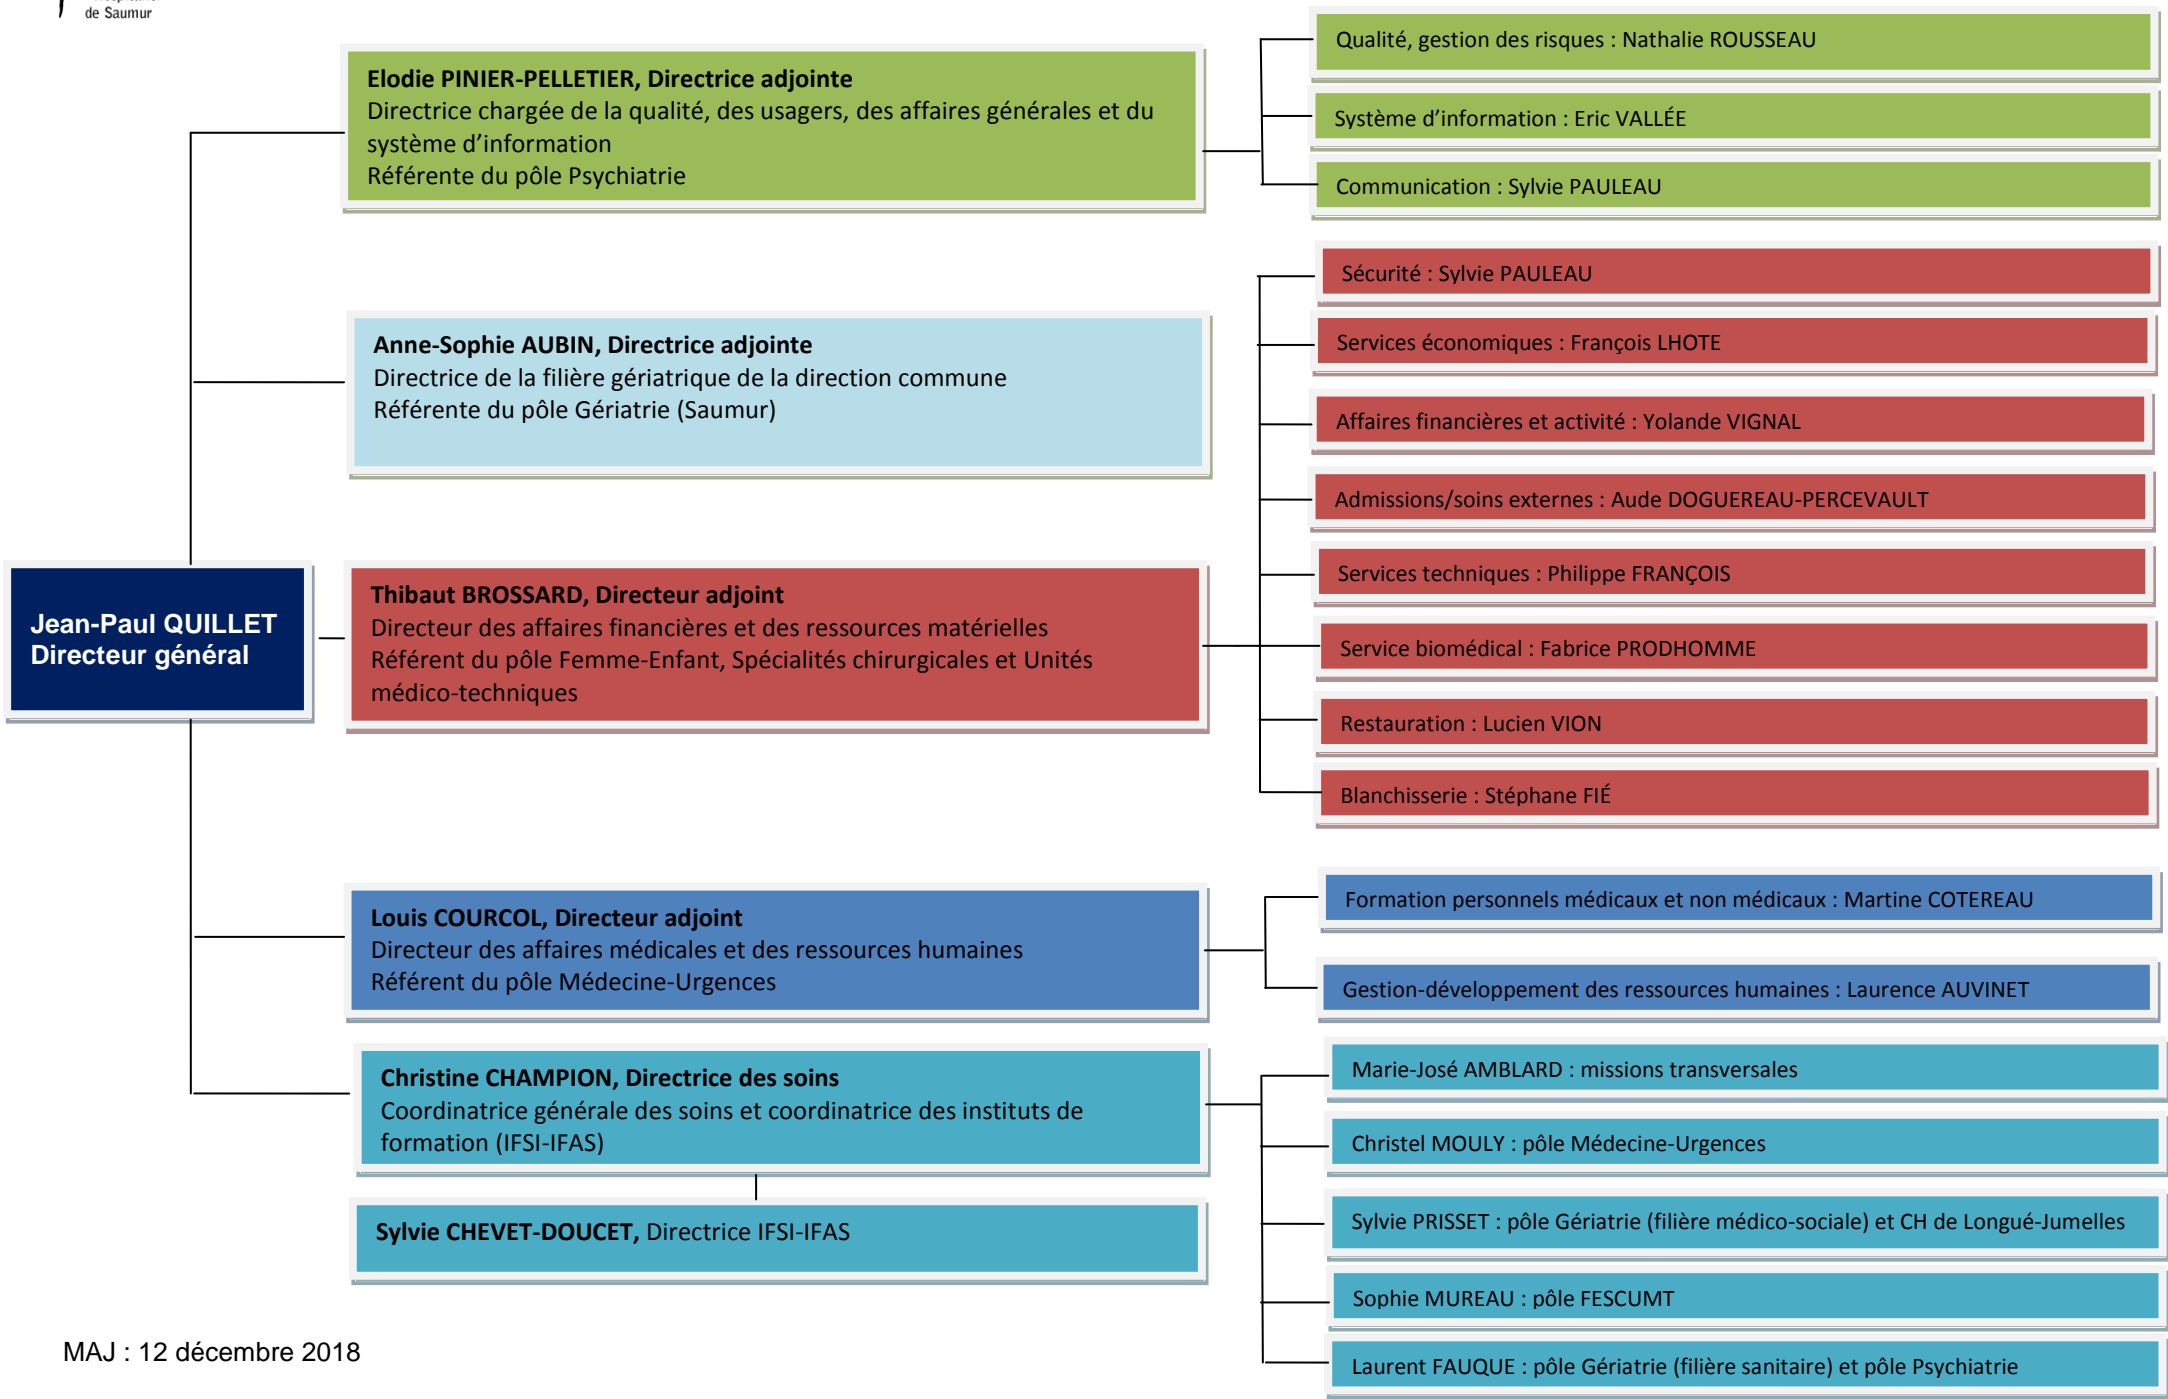 de Saumur
Elodie PINIER-PELLETIER, Directrice adjointe
Directrice chargée de la qualité, des usagers, des affaires générales et du
système d’information
Référente du pôle Psychiatrie
Qualité, gestion des risques : Nathalie ROUSSEAU
Système d’information : Eric VALLÉE
Communication : Sylvie PAULEAU
Anne-Sophie AUBIN, Directrice adjointe
Directrice de la filière gériatrique de la direction commune
Référente du pôle Gériatrie (Saumur)
Jean-Paul QUILLET
Directeur général
Thibaut BROSSARD, Directeur adjoint
Directeur des affaires financières et des ressources matérielles
Référent du pôle Femme-Enfant, Spécialités chirurgicales et Unités
médico-techniques
Sécurité : Sylvie PAULEAU
Services économiques : François LHOTE
Affaires financières et activité : Yolande VIGNAL
Admissions/soins externes : Aude DOGUEREAU-PERCEVAULT
Services techniques : Philippe FRANÇOIS
Service biomédical : Fabrice PRODHOMME
Restauration : Lucien VION
Blanchisserie : Stéphane FIÉ
Louis COURCOL, Directeur adjoint
Directeur des affaires médicales et des ressources humaines
Référent du pôle Médecine-Urgences
Formation personnels médicaux et non médicaux : Martine COTEREAU
Gestion-développement des ressources humaines : Laurence AUVINET
Christine CHAMPION, Directrice des soins
Coordinatrice générale des soins et coordinatrice des instituts de
formation (IFSI-IFAS)
Sylvie CHEVET-DOUCET, Directrice IFSI-IFAS
Marie-José AMBLARD : missions transversales
Christel MOULY : pôle Médecine-Urgences
Sylvie PRISSET : pôle Gériatrie (filière médico-sociale) et CH de Longué-Jumelles
Sophie MUREAU : pôle FESCUMT
Laurent FAUQUE : pôle Gériatrie (filière sanitaire) et pôle Psychiatrie
MAJ : 12 décembre 2018